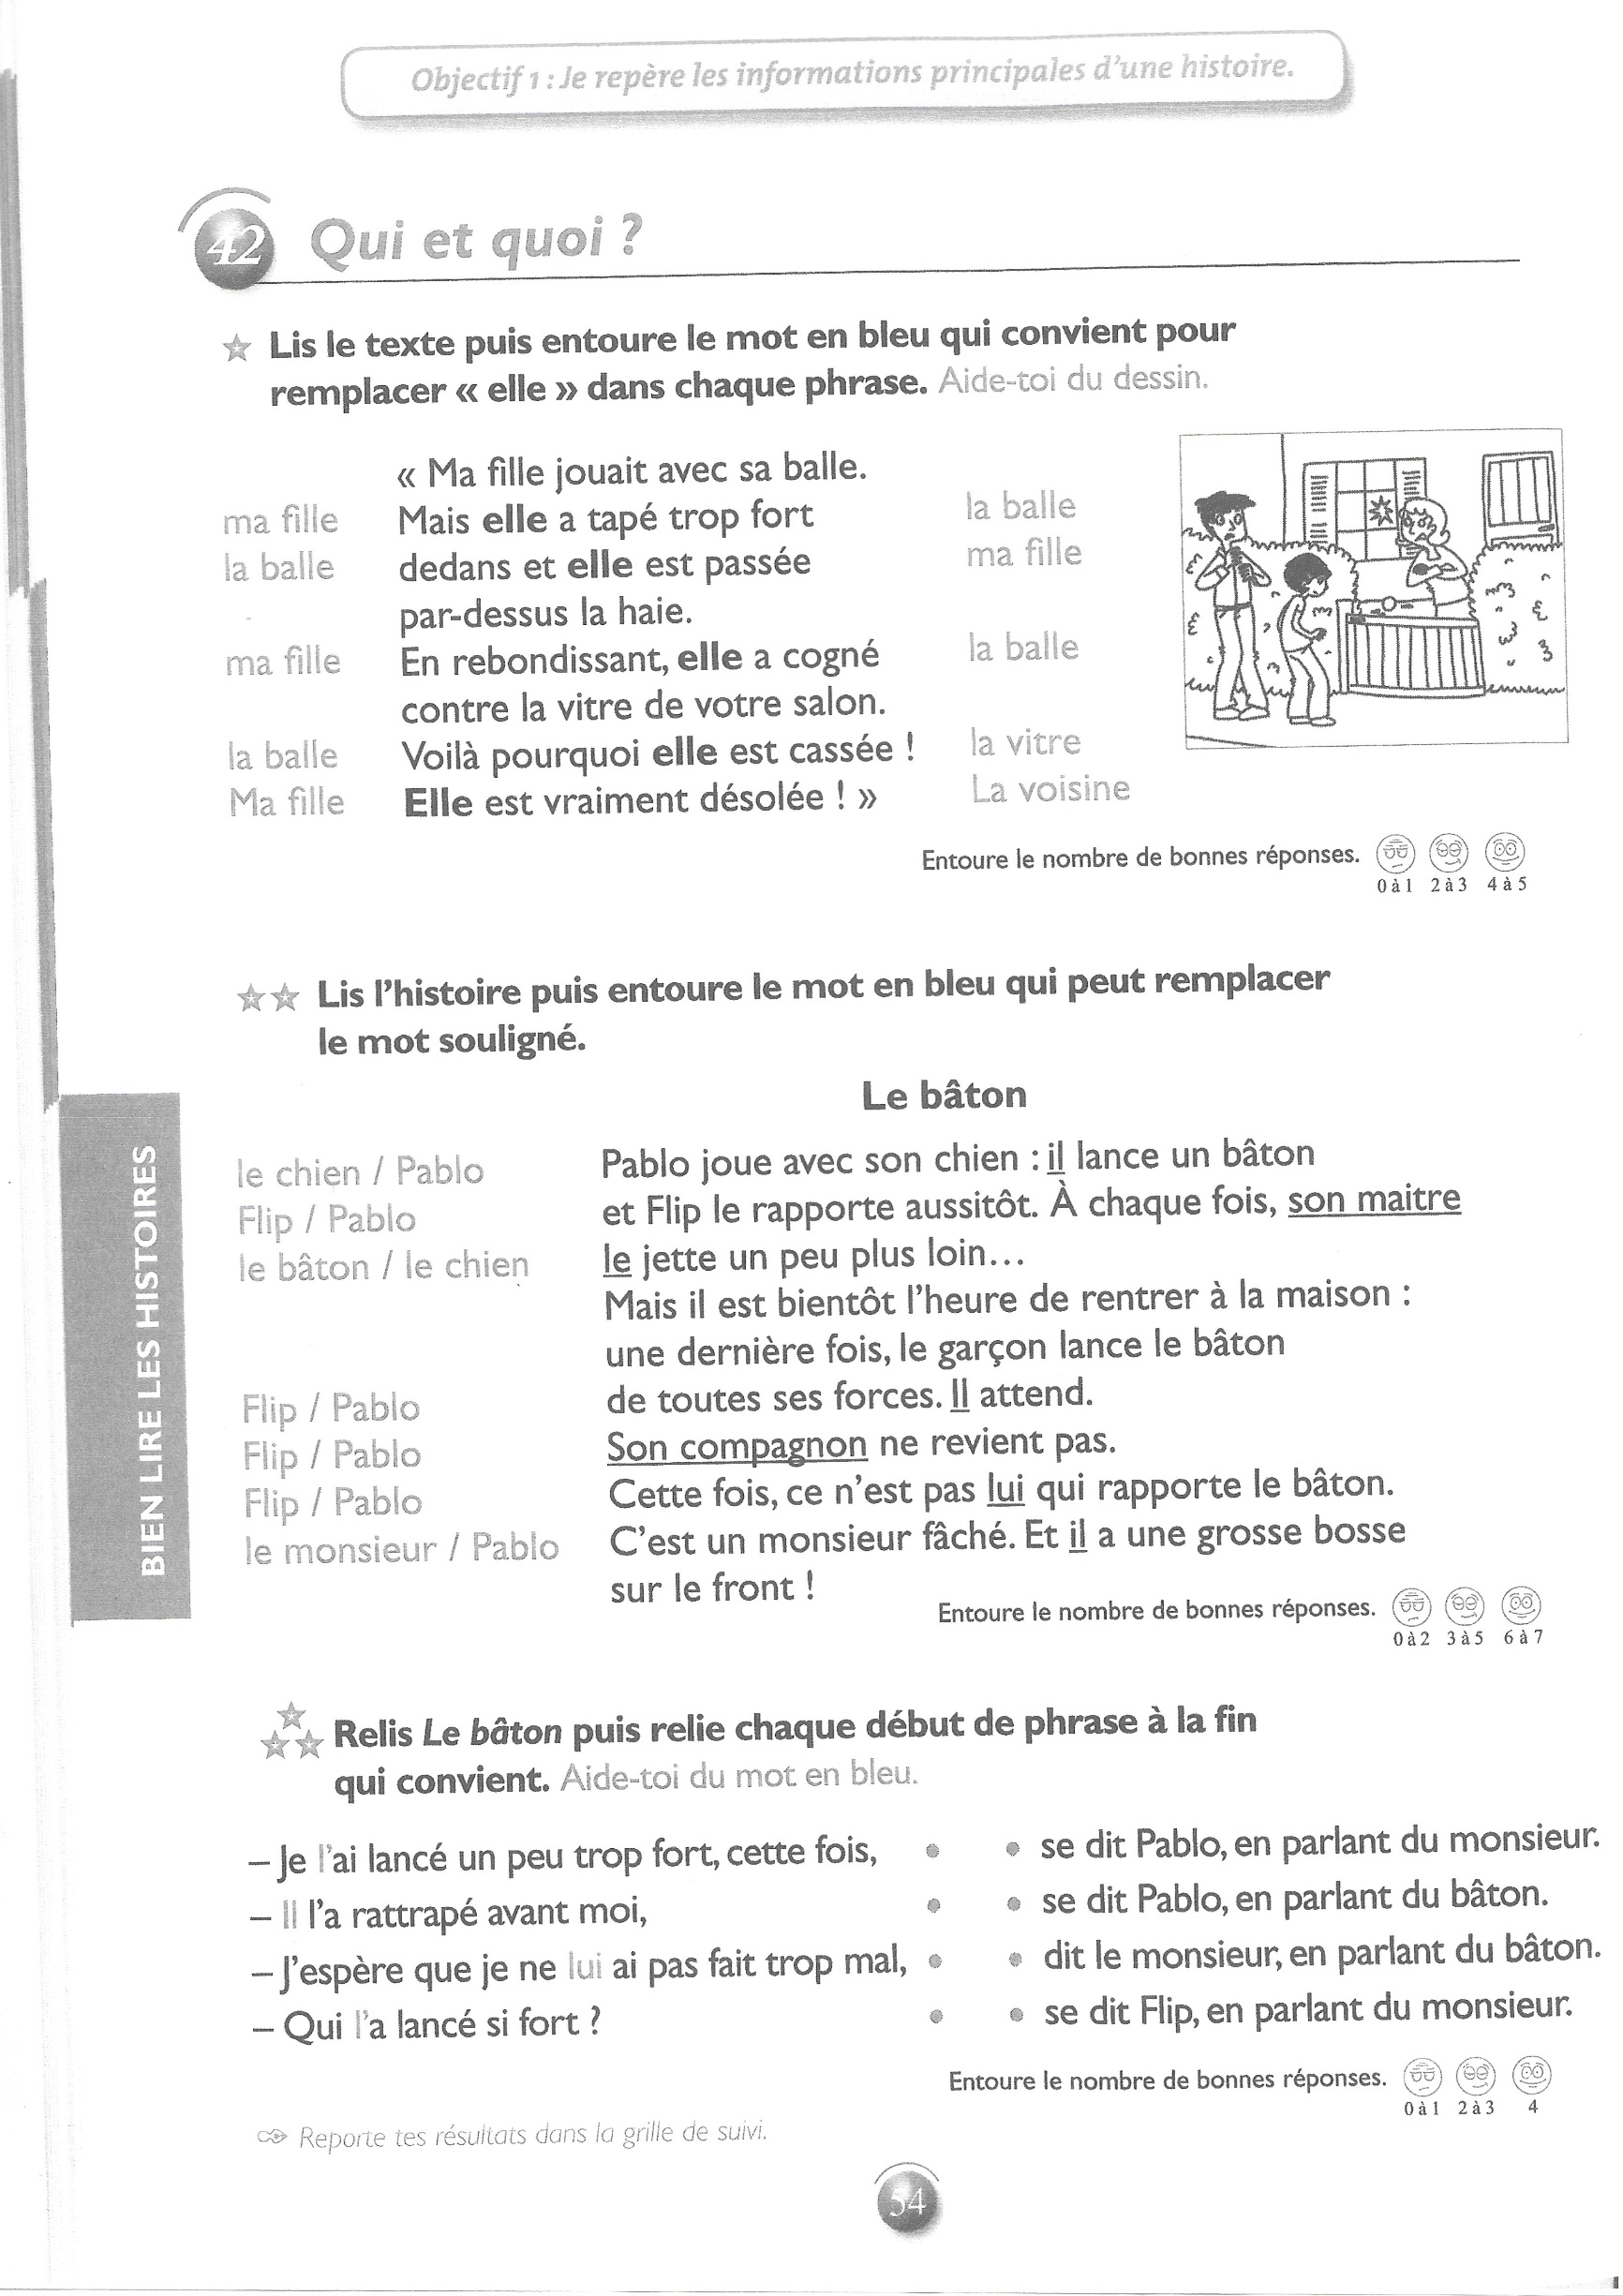 Objectif 1 : Je repère les informations principales d'une histoire.
42 Qui et quoi ?
☆ Lis le texte puis entoure le mot en bleu qui convient pour
remplacer « elle » dans chaque phrase. Aide-toi du dessin.
« Ma fille jouait avec sa balle.
ma fille Mais elle a tapé trop fort la balle
la balle dedans et elle est passée ma fille
par-dessus la haie.
ma fille En rebondissant, elle a cogné la balle
contre la vitre de votre salon.
la balle Voilà pourquoi elle est cassée ! la vitre
Ma fille Elle est vraiment désolée ! » La voisine
Entoure le nombre de bonnes réponses.
0 à 1 2 à 3 4 à 5
☆☆ Lis l'histoire puis entoure le mot en bleu qui peut remplacer
le mot souligné.
Le bâton
le chien / Pablo Pablo joue avec son chien : il lance un bâton
Flip / Pablo et Flip le rapporte aussitôt. À chaque fois, son maitre
le bâton / le chien le jette un peu plus loin...
Mais il est bientôt l'heure de rentrer à la maison :
une dernière fois, le garçon lance le bâton
Flip / Pablo de toutes ses forces. Il attend.
Flip / Pablo Son compagnon ne revient pas.
Flip / Pablo Cette fois, ce n'est pas lui qui rapporte le bâton.
le monsieur / Pablo C'est un monsieur fâché. Et il a une grosse bosse
sur le front !
Entoure le nombre de bonnes réponses.
0 à 2 3 à 5 6 à 7
BIEN LIRE LES HISTOIRES
☆☆☆ Relis Le bâton puis relie chaque début de phrase à la fin
qui convient. Aide-toi du mot en bleu.
– Je l'ai lancé un peu trop fort, cette fois, • • se dit Pablo, en parlant du monsieur.
– Il l'a rattrapé avant moi, • • se dit Pablo, en parlant du bâton.
– J'espère que je ne lui ai pas fait trop mal, • • dit le monsieur, en parlant du bâton.
– Qui l'a lancé si fort ? • • se dit Flip, en parlant du monsieur.
Entoure le nombre de bonnes réponses.
0 à 1 2 à 3 4
Reporte tes résultats dans la grille de suivi.
54